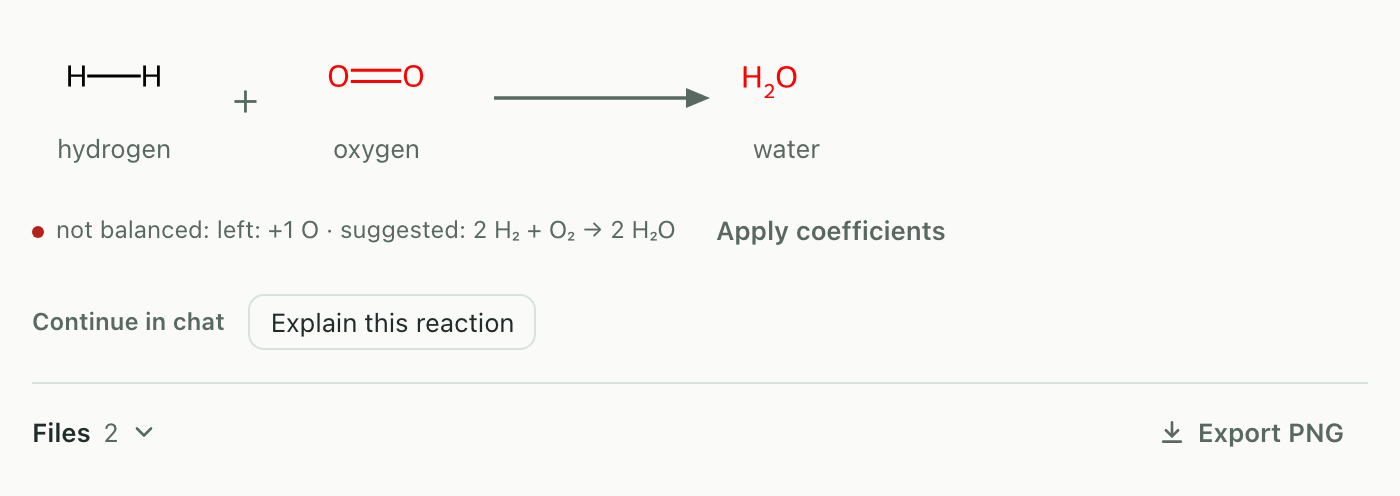 H—H + O=O → H₂O
hydrogen oxygen water
not balanced: left: +1 O · suggested: 2 H₂ + O₂ → 2 H₂O Apply coefficients
Continue in chat Explain this reaction
Files 2 Export PNG